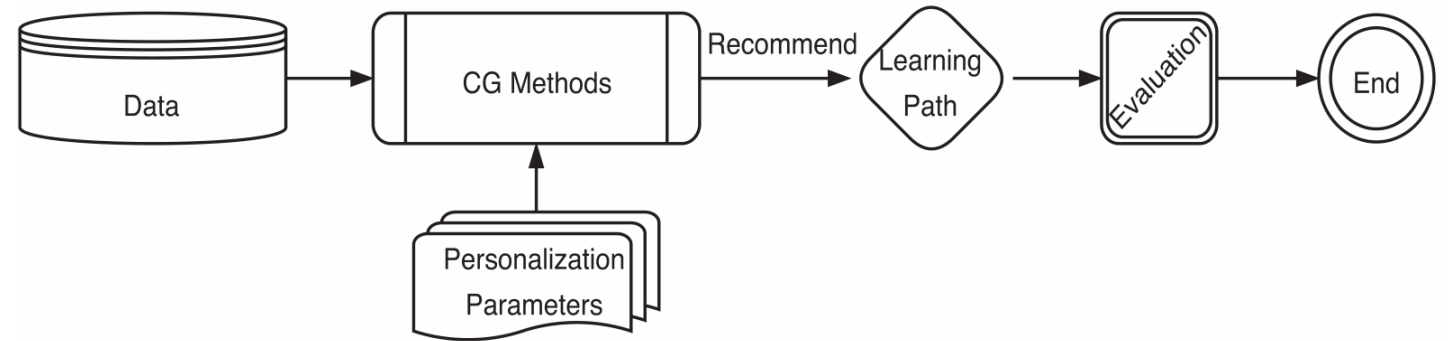 Data
CG Methods
Recommend
Learning
Path
Evaluation
End
Personalization
Parameters